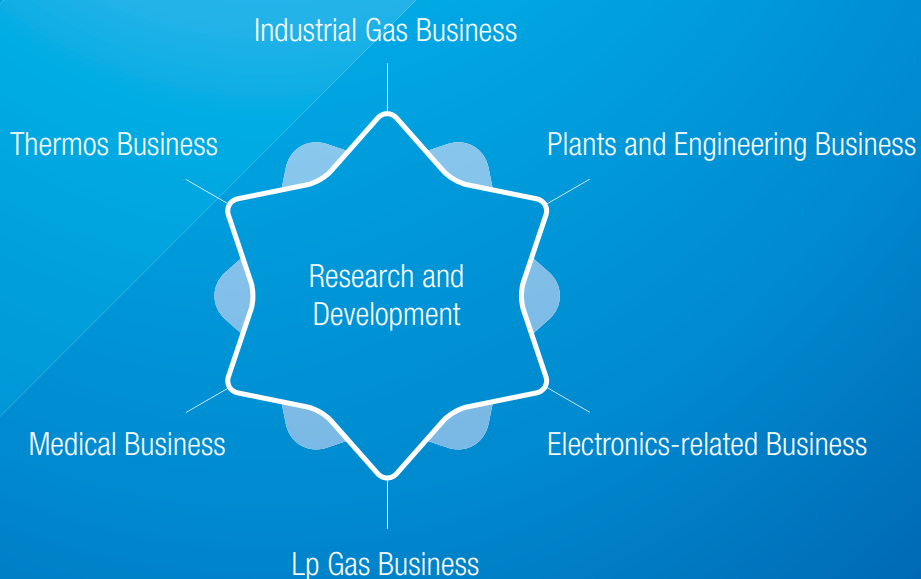 Industrial Gas Business
Thermos Business
Plants and Engineering Business
Research and
Development
Medical Business
Electronics-related Business
Lp Gas Business